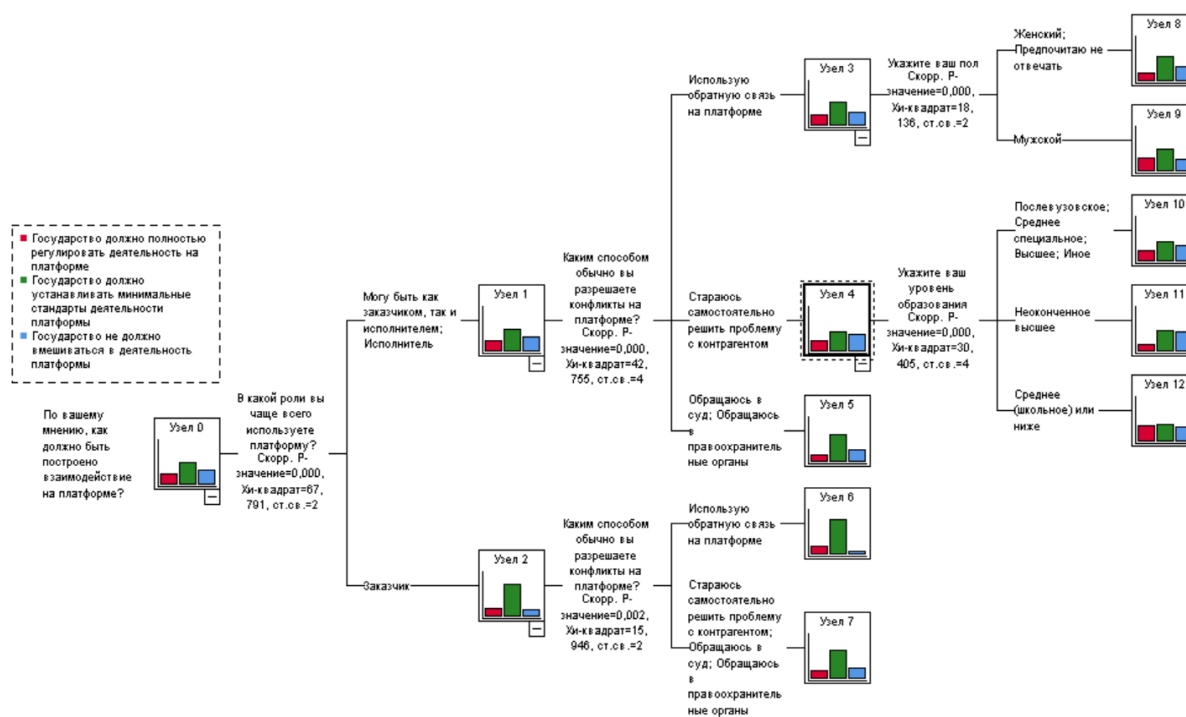 Государство должно полностью
регулировать деятельность на
платформе
Государство должно
устанавливать минимальные
стандарты деятельности
платформы
Государство не должно
вмешиваться в деятельность
платформы
По вашему
мнению, как
должно быть
построено
взаимодействие
на платформе?
Узел 0
В какой роли вы
чаще всего
используете
платформу?
Скорр. P-
значение=0,000,
Хи-квадрат=67,
791, ст.св.=2
Могу быть как
заказчиком, так и
исполнителем;
Исполнитель
Узел 1
Каким способом
обычно вы
разрешаете
конфликты на
платформе?
Скорр. P-
значение=0,000,
Хи-квадрат=42,
755, ст.св.=4
Использую
обратную связь
на платформе
Узел 3
Укажите ваш пол
Скорр. P-
значение=0,000,
Хи-квадрат=18,
136, ст.св.=2
Женский;
Предпочитаю не
отвечать
Узел 8
Мужской
Узел 9
Стараюсь
самостоятельно
решить проблему
с контрагентом
Узел 4
Укажите ваш
уровень
образования
Скорр. P-
значение=0,000,
Хи-квадрат=30,
405, ст.св.=4
Послевузовское;
Среднее
специальное;
Высшее; Иное
Узел 10
Неоконченное
высшее
Узел 11
Среднее
(школьное) или
ниже
Узел 12
Обращаюсь в
суд; Обращаюсь
в
правоохранитель
ные органы
Узел 5
Заказчик
Узел 2
Каким способом
обычно вы
разрешаете
конфликты на
платформе?
Скорр. P-
значение=0,002,
Хи-квадрат=15,
946, ст.св.=2
Использую
обратную связь
на платформе
Узел 6
Стараюсь
самостоятельно
решить проблему
с контрагентом;
Обращаюсь в
суд; Обращаюсь
в
правоохранитель
ные органы
Узел 7